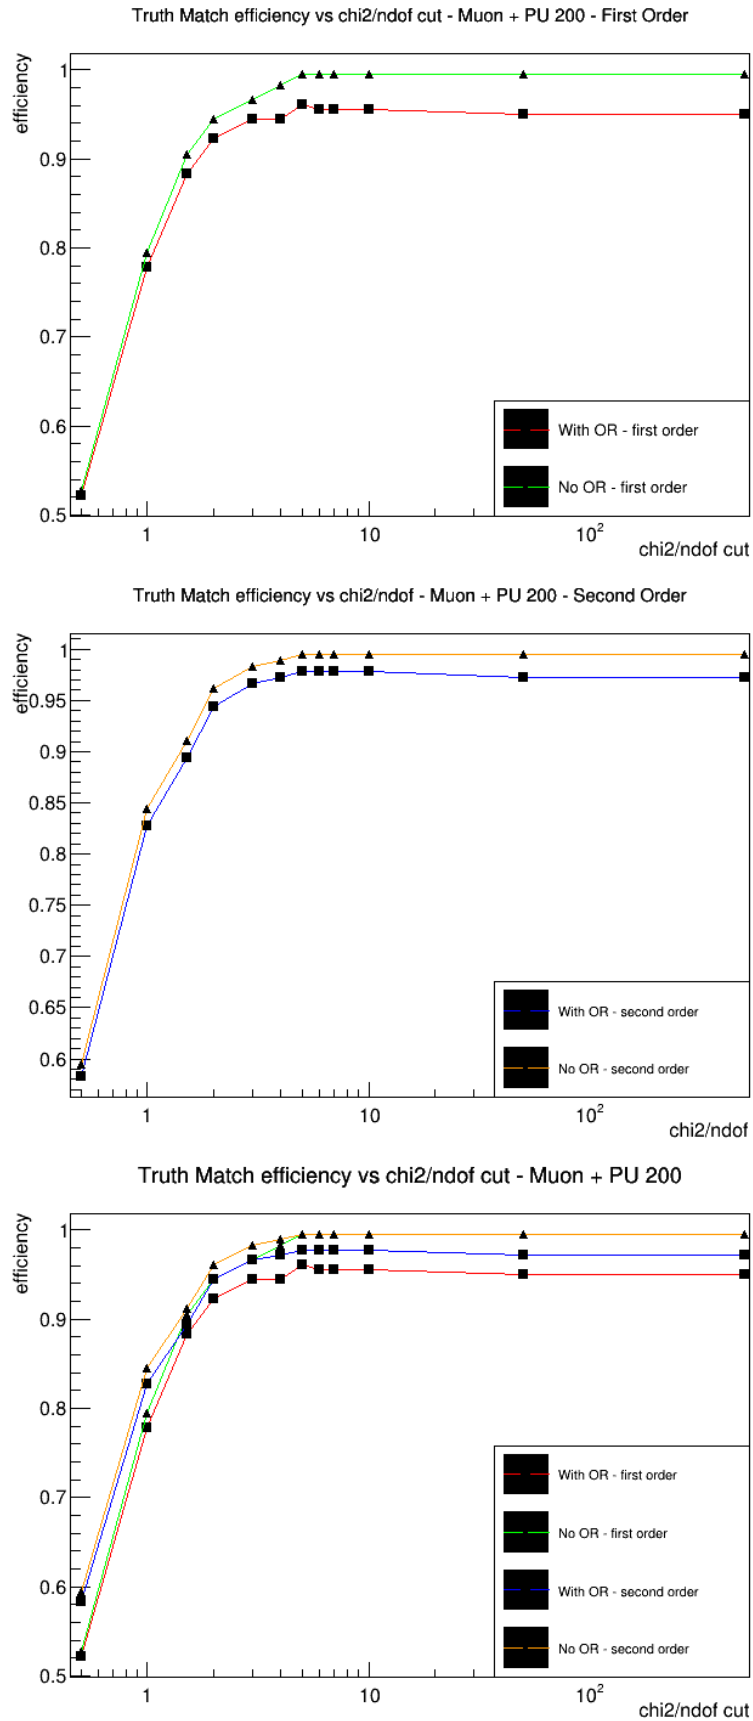 Truth Match efficiency vs chi2/ndof cut - Muon + PU 200 - First Order
efficiency
1
0.9
0.8
0.7
0.6
0.5
With OR - first order
No OR - first order
1
10
10²
chi2/ndof cut
Truth Match efficiency vs chi2/ndof - Muon + PU 200 - Second Order
efficiency
1
0.95
0.9
0.85
0.8
0.75
0.7
0.65
0.6
With OR - second order
No OR - second order
1
10
10²
chi2/ndof
Truth Match efficiency vs chi2/ndof cut - Muon + PU 200
efficiency
1
0.9
0.8
0.7
0.6
0.5
With OR - first order
No OR - first order
With OR - second order
No OR - second order
1
10
10²
chi2/ndof cut